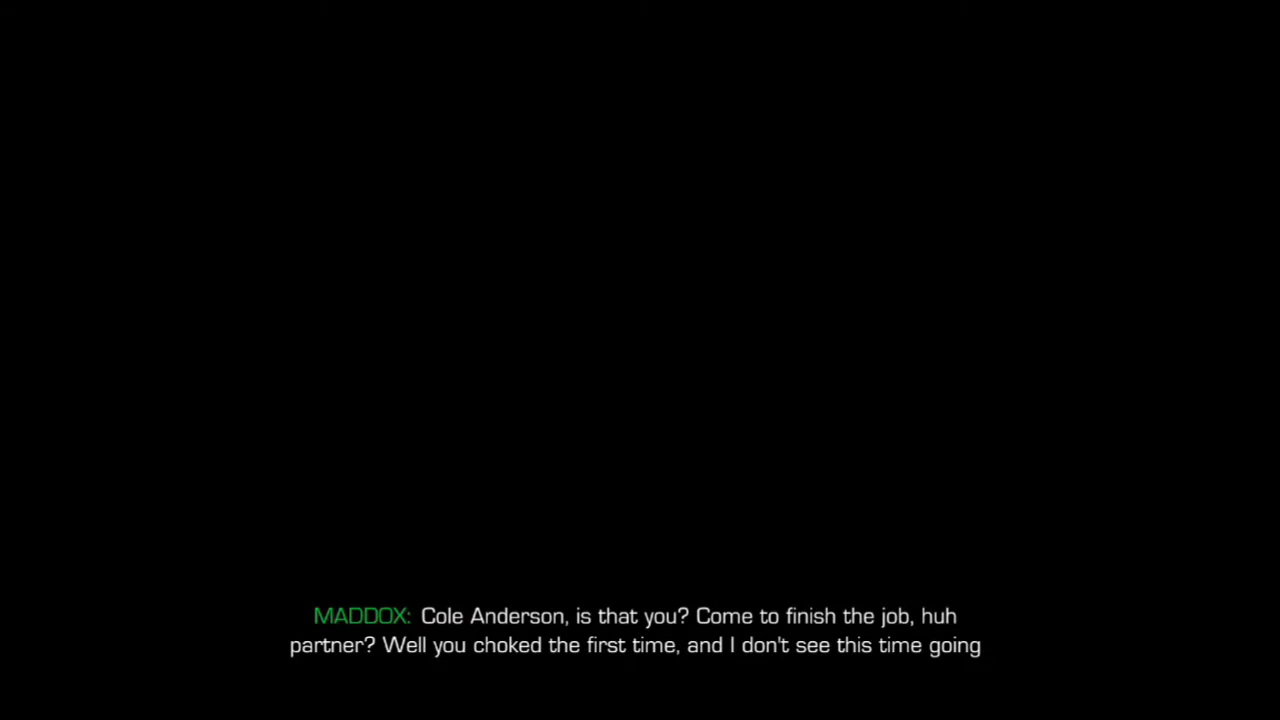 MADDOX: Cole Anderson, is that you? Come to finish the job, huh
partner? Well you choked the first time, and I don't see this time going